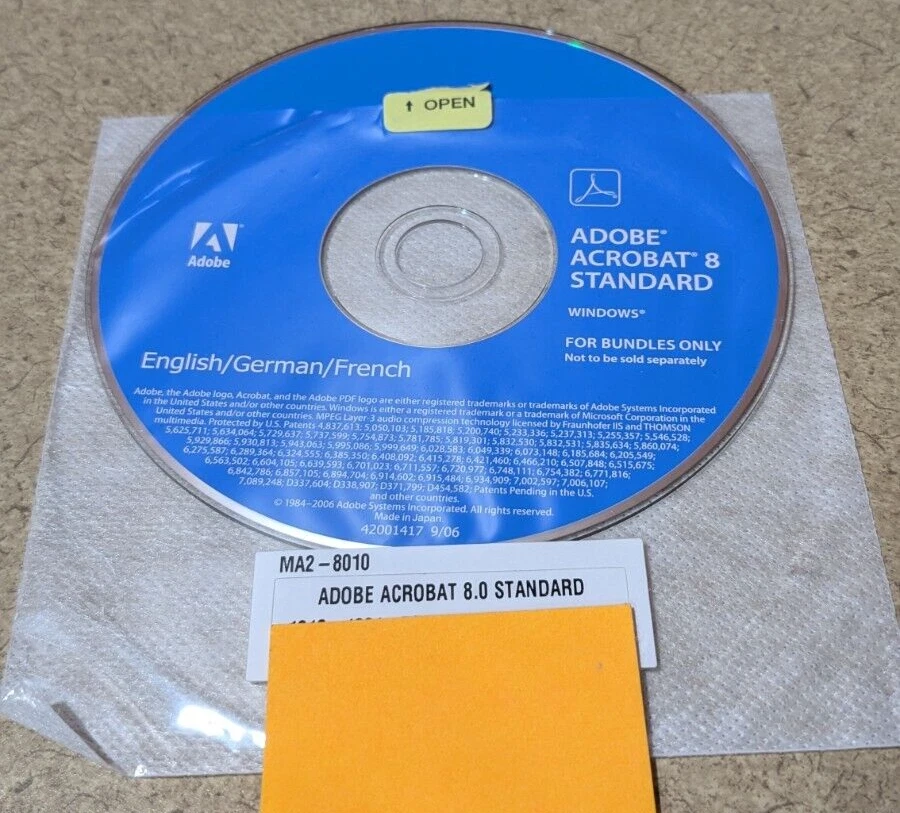 ↑ OPEN
Adobe
ADOBE®
ACROBAT® 8
STANDARD
WINDOWS®
FOR BUNDLES ONLY
Not to be sold separately
English/German/French
Adobe, the Adobe logo, Acrobat, and the Adobe PDF logo are either registered trademarks or trademarks of Adobe Systems Incorporated
in the United States and/or other countries. Windows is either a registered trademark or a trademark of Microsoft Corporation in the
United States and/or other countries. MPEG Layer-3 audio compression technology licensed by Fraunhofer IIS and THOMSON
multimedia. Protected by U.S. Patents 4,837,613; 5,050,103; 5,185,818; 5,200,740; 5,233,336; 5,237,313; 5,255,357; 5,546,528;
5,625,711; 5,634,064; 5,729,637; 5,737,599; 5,754,873; 5,781,785; 5,819,301; 5,832,530; 5,832,531; 5,835,634; 5,860,074;
5,929,866; 5,930,813; 5,943,063; 5,995,086; 5,999,649; 6,028,583; 6,049,339; 6,073,148; 6,185,684; 6,205,549;
6,275,587; 6,289,364; 6,324,555; 6,385,350; 6,408,092; 6,415,278; 6,421,460; 6,466,210; 6,507,848; 6,515,675;
6,563,502; 6,604,105; 6,639,593; 6,701,023; 6,711,557; 6,720,977; 6,748,111; 6,754,382; 6,771,816;
6,842,786; 6,857,105; 6,894,704; 6,914,602; 6,915,484; 6,934,909; 7,002,597; 7,006,107;
7,089,248; D337,604; D338,907; D371,799; D454,582; Patents Pending in the U.S.
and other countries.
© 1984–2006 Adobe Systems Incorporated. All rights reserved.
Made in Japan.
42001417 9/06
MA2-8010
ADOBE ACROBAT 8.0 STANDARD